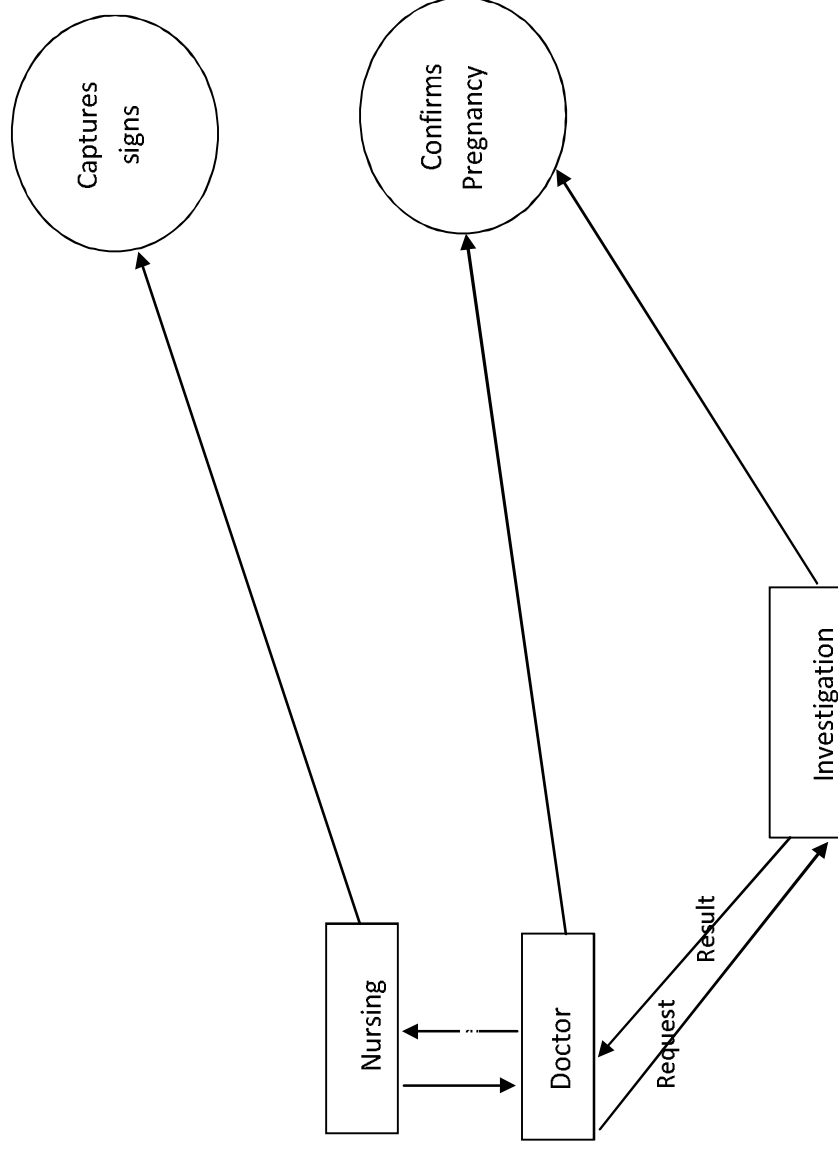 Captures
signs
Confirms
Pregnancy
Nursing
Doctor
Investigation
Result
Request